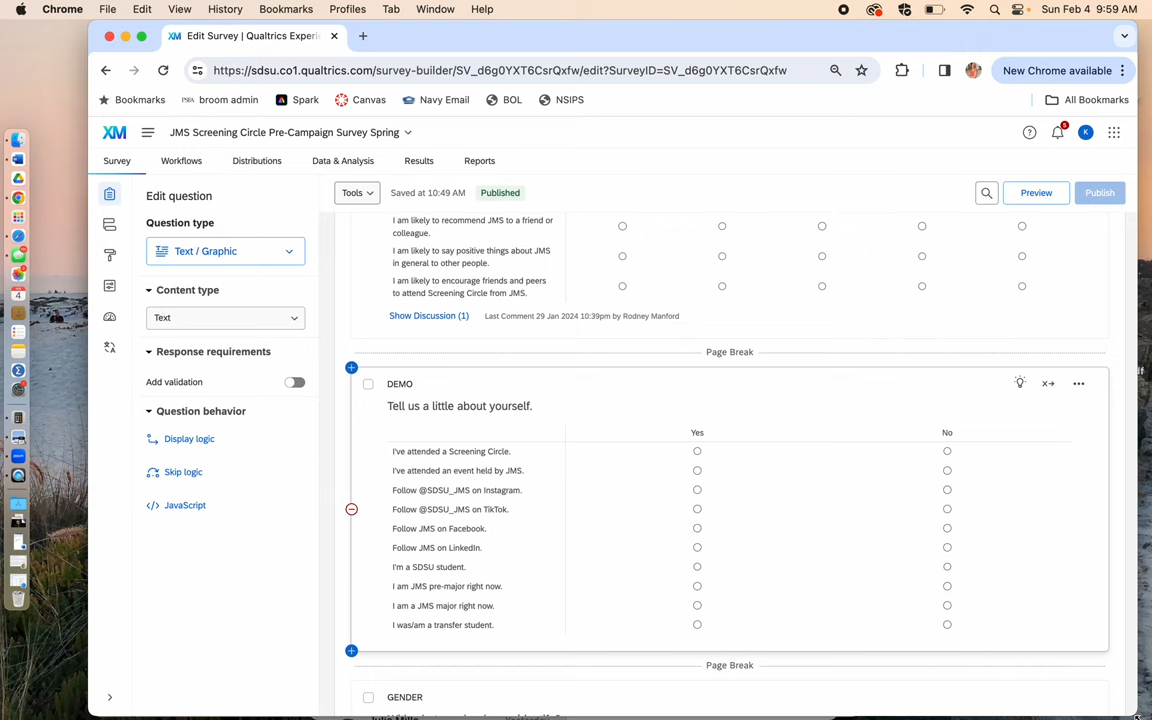 Chrome File Edit View History Bookmarks Profiles Tab Window Help Sun Feb 4 9:59 AM
XM Edit Survey | Qualtrics Experie
https://sdsu.co1.qualtrics.com/survey-builder/SV_d6g0YXT6CsrQxfw/edit?SurveyID=SV_d6g0YXT6CsrQxfw New Chrome available
Bookmarks broom admin Spark Canvas Navy Email BOL NSIPS All Bookmarks
XM JMS Screening Circle Pre-Campaign Survey Spring 5 K
Survey Workflows Distributions Data & Analysis Results Reports
Edit question
Tools Saved at 10:49 AM Published Preview Publish
Question type
Text / Graphic
Content type
Text
Response requirements
Add validation
Question behavior
Display logic
Skip logic
JavaScript
I am likely to recommend JMS to a friend or
colleague.
I am likely to say positive things about JMS
in general to other people.
I am likely to encourage friends and peers
to attend Screening Circle from JMS.
Show Discussion (1) Last Comment 29 Jan 2024 10:39pm by Rodney Manford
Page Break
DEMO
Tell us a little about yourself.
Yes No
I've attended a Screening Circle.
I've attended an event held by JMS.
Follow @SDSU_JMS on Instagram.
Follow @SDSU_JMS on TikTok.
Follow JMS on Facebook.
Follow JMS on LinkedIn.
I'm a SDSU student.
I am JMS pre-major right now.
I am a JMS major right now.
I was/am a transfer student.
Page Break
GENDER